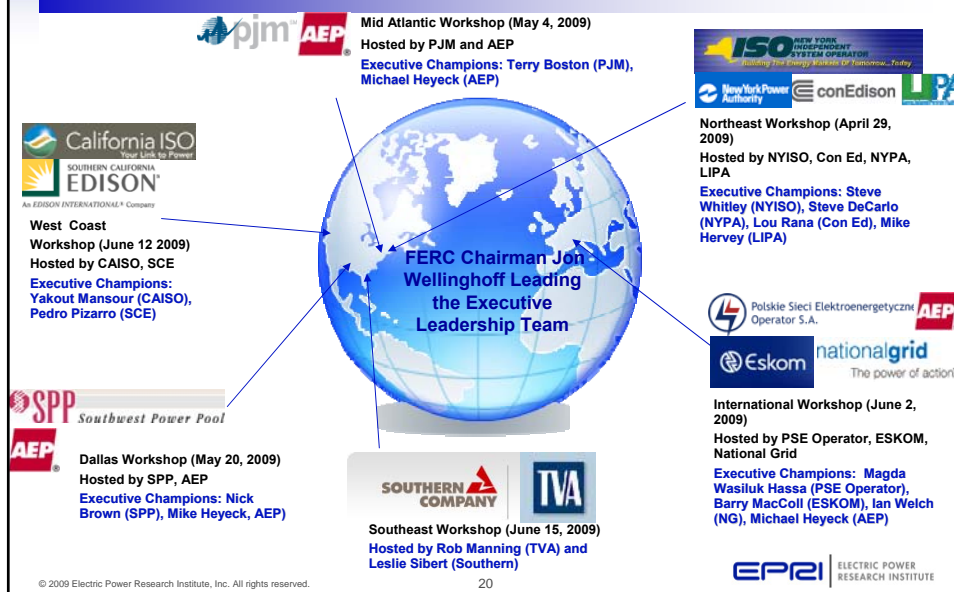 pjm™
AEP®
Mid Atlantic Workshop (May 4, 2009)
Hosted by PJM and AEP
Executive Champions: Terry Boston (PJM),
Michael Heyeck (AEP)
ISO NEW YORK
INDEPENDENT
SYSTEM OPERATOR
Building The Energy Markets Of Tomorrow...Today
NewYorkPower
Authority
conEdison
LIPA
Northeast Workshop (April 29,
2009)
Hosted by NYISO, Con Ed, NYPA,
LIPA
Executive Champions: Steve
Whitley (NYISO), Steve DeCarlo
(NYPA), Lou Rana (Con Ed), Mike
Hervey (LIPA)
California ISO
Your Link to Power
SOUTHERN CALIFORNIA
EDISON®
An EDISON INTERNATIONAL® Company
West Coast
Workshop (June 12 2009)
Hosted by CAISO, SCE
Executive Champions:
Yakout Mansour (CAISO),
Pedro Pizarro (SCE)
FERC Chairman Jon
Wellinghoff Leading
the Executive
Leadership Team
Polskie Sieci Elektroenergetyczne
Operator S.A.
AEP
Eskom
nationalgrid
The power of action
International Workshop (June 2,
2009)
Hosted by PSE Operator, ESKOM,
National Grid
Executive Champions: Magda
Wasiluk Hassa (PSE Operator),
Barry MacColl (ESKOM), Ian Welch
(NG), Michael Heyeck (AEP)
SPP Southwest Power Pool
AEP®
Dallas Workshop (May 20, 2009)
Hosted by SPP, AEP
Executive Champions: Nick
Brown (SPP), Mike Heyeck, AEP)
SOUTHERN
COMPANY
TVA
Southeast Workshop (June 15, 2009)
Hosted by Rob Manning (TVA) and
Leslie Sibert (Southern)
© 2009 Electric Power Research Institute, Inc. All rights reserved.
20
EPRI
ELECTRIC POWER
RESEARCH INSTITUTE